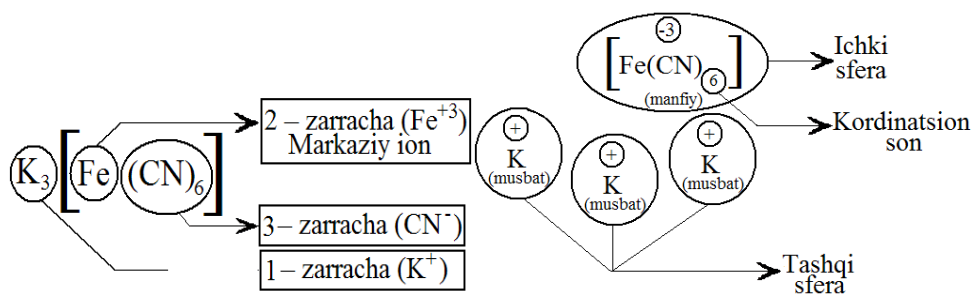 K₃[Fe(CN)₆]
2 – zarracha (Fe⁺³)
Markaziy ion
3– zarracha (CN⁻)
1– zarracha (K⁺)
-3
[Fe(CN)₆]
(manfiy)
+
K
(musbat)
+
K
(musbat)
+
K
(musbat)
Ichki
sfera
Kordinatsion
son
Tashqi
sfera